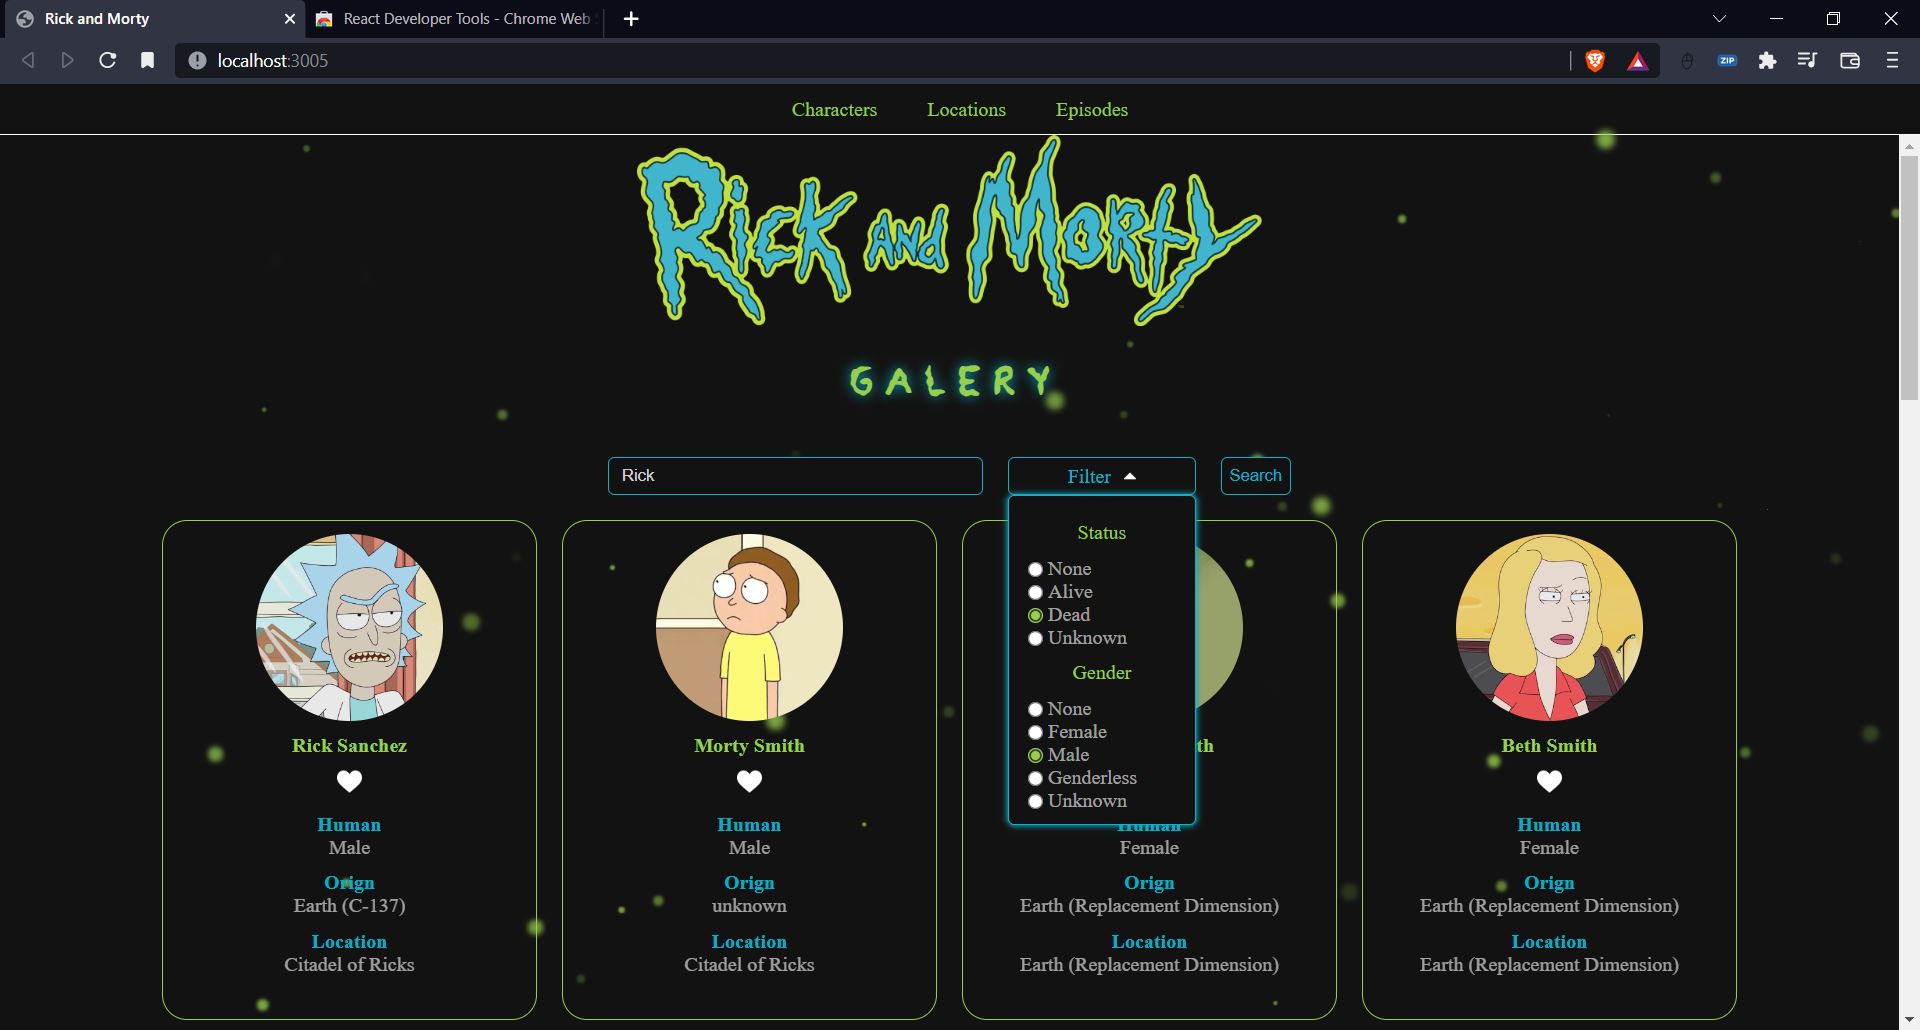 Rick and Morty
React Developer Tools - Chrome Web
localhost:3005
ZIP
Characters Locations Episodes
Rick and Morty
GALERY
Rick
Filter
Search
Status
None
Alive
Dead
Unknown
Gender
None
Female
Male
Genderless
Unknown
Rick Sanchez
Human
Male
Orign
Earth (C-137)
Location
Citadel of Ricks
Morty Smith
Human
Male
Orign
unknown
Location
Citadel of Ricks
th
Human
Female
Orign
Earth (Replacement Dimension)
Location
Earth (Replacement Dimension)
Beth Smith
Human
Female
Orign
Earth (Replacement Dimension)
Location
Earth (Replacement Dimension)